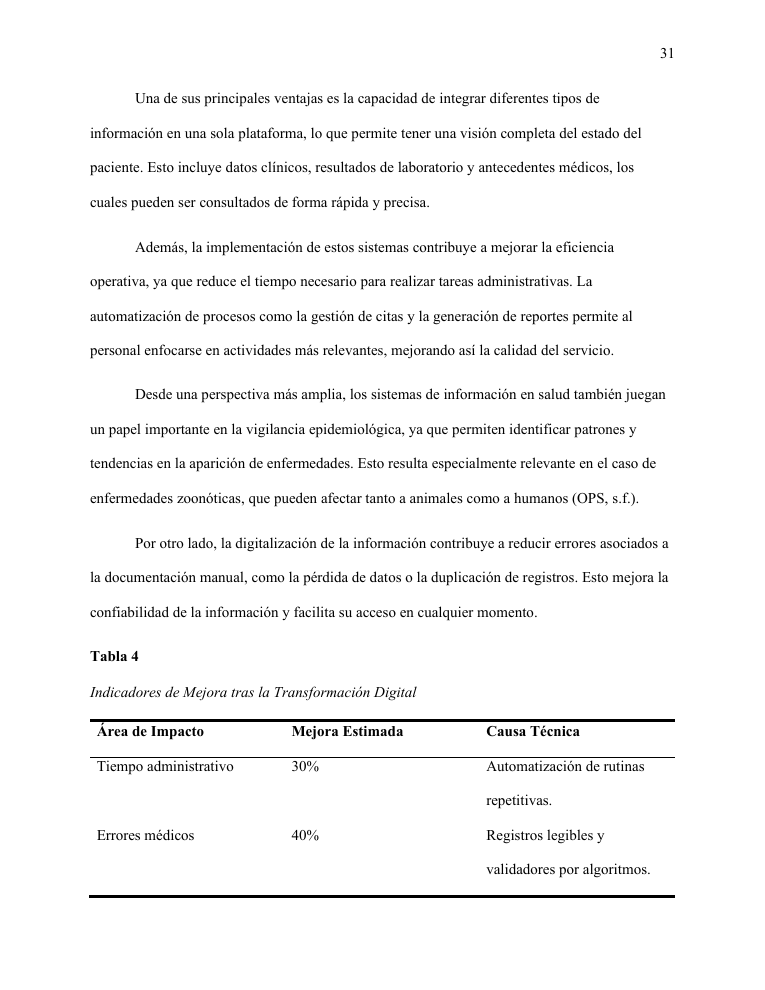 31
Una de sus principales ventajas es la capacidad de integrar diferentes tipos de
información en una sola plataforma, lo que permite tener una visión completa del estado del
paciente. Esto incluye datos clínicos, resultados de laboratorio y antecedentes médicos, los
cuales pueden ser consultados de forma rápida y precisa.
Además, la implementación de estos sistemas contribuye a mejorar la eficiencia
operativa, ya que reduce el tiempo necesario para realizar tareas administrativas. La
automatización de procesos como la gestión de citas y la generación de reportes permite al
personal enfocarse en actividades más relevantes, mejorando así la calidad del servicio.
Desde una perspectiva más amplia, los sistemas de información en salud también juegan
un papel importante en la vigilancia epidemiológica, ya que permiten identificar patrones y
tendencias en la aparición de enfermedades. Esto resulta especialmente relevante en el caso de
enfermedades zoonóticas, que pueden afectar tanto a animales como a humanos (OPS, s.f.).
Por otro lado, la digitalización de la información contribuye a reducir errores asociados a
la documentación manual, como la pérdida de datos o la duplicación de registros. Esto mejora la
confiabilidad de la información y facilita su acceso en cualquier momento.
Tabla 4
Indicadores de Mejora tras la Transformación Digital
Área de Impacto Mejora Estimada Causa Técnica
Tiempo administrativo 30% Automatización de rutinas
repetitivas.
Errores médicos 40% Registros legibles y
validadores por algoritmos.